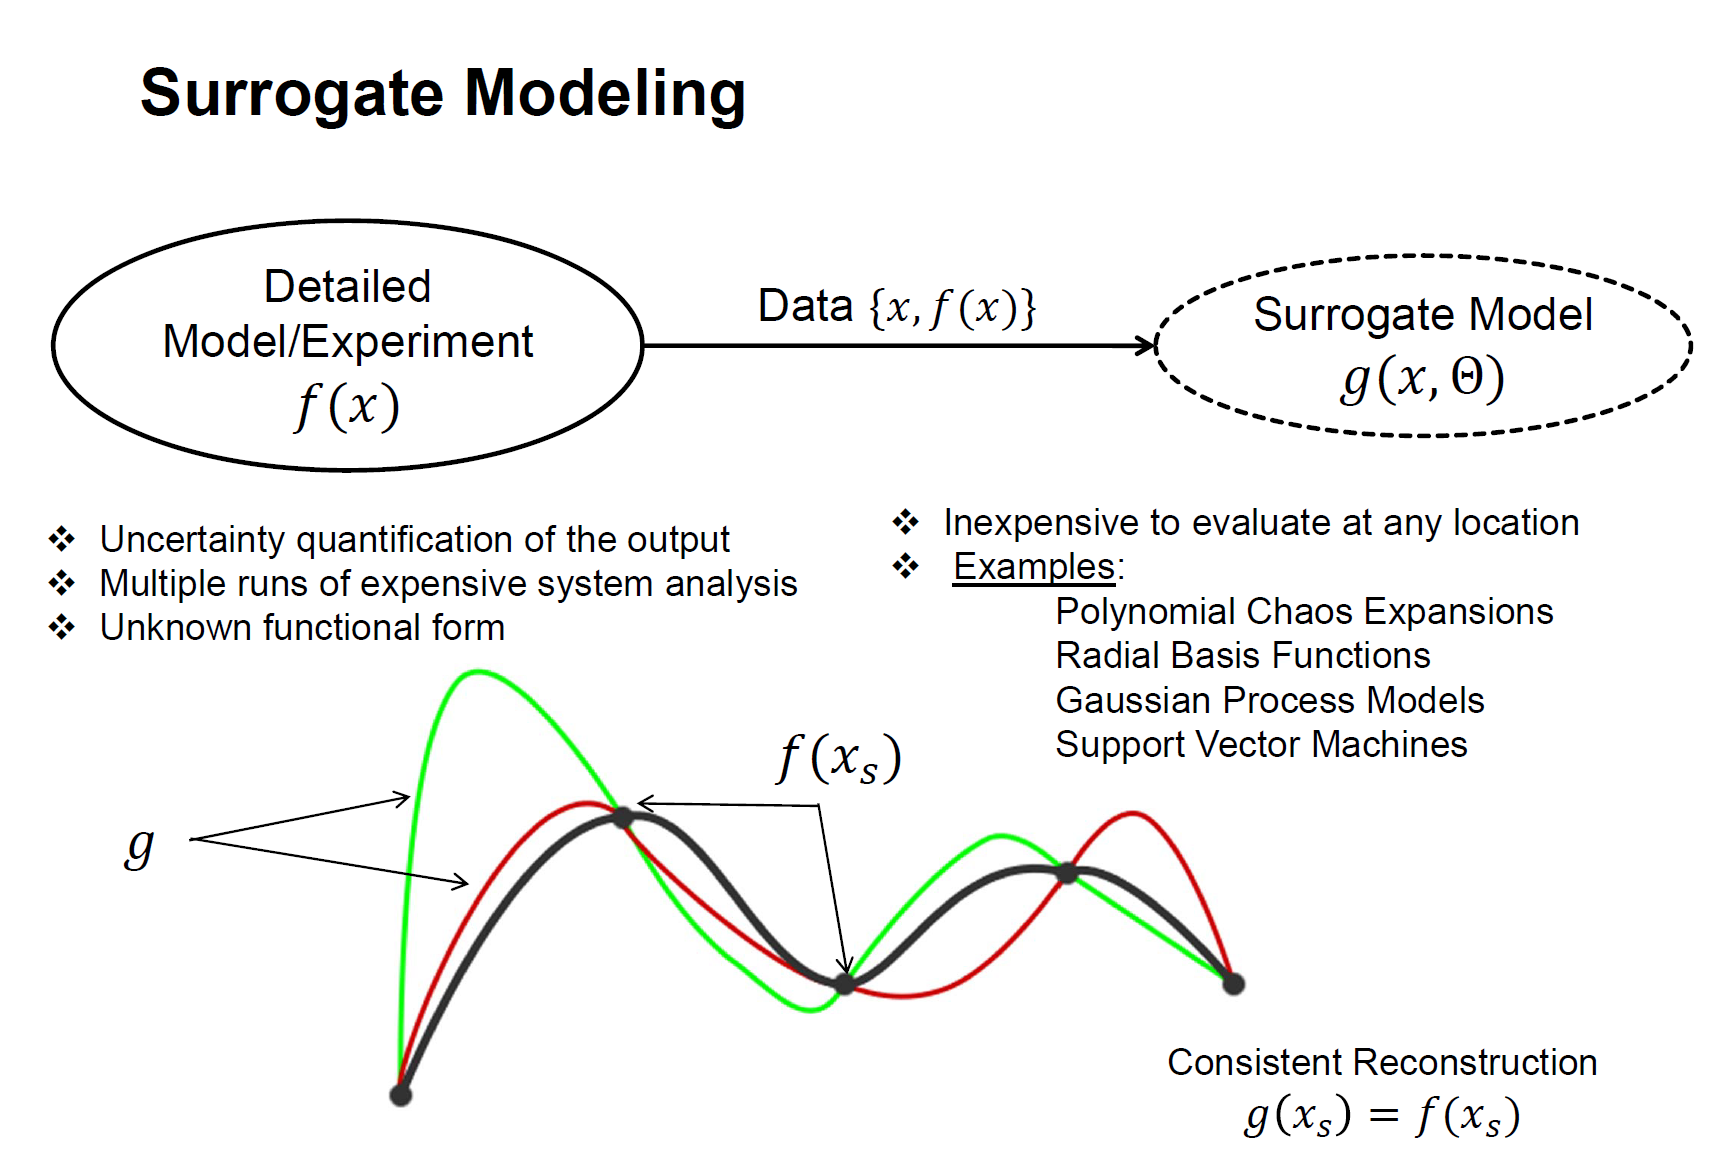 Surrogate Modeling
Detailed
Model/Experiment
f(x)
Data {x, f(x)}
Surrogate Model
g(x, Θ)
❖ Uncertainty quantification of the output
❖ Multiple runs of expensive system analysis
❖ Unknown functional form
❖ Inexpensive to evaluate at any location
❖ Examples:
Polynomial Chaos Expansions
Radial Basis Functions
Gaussian Process Models
Support Vector Machines
f(xₛ)
g
Consistent Reconstruction
g(xₛ) = f(xₛ)